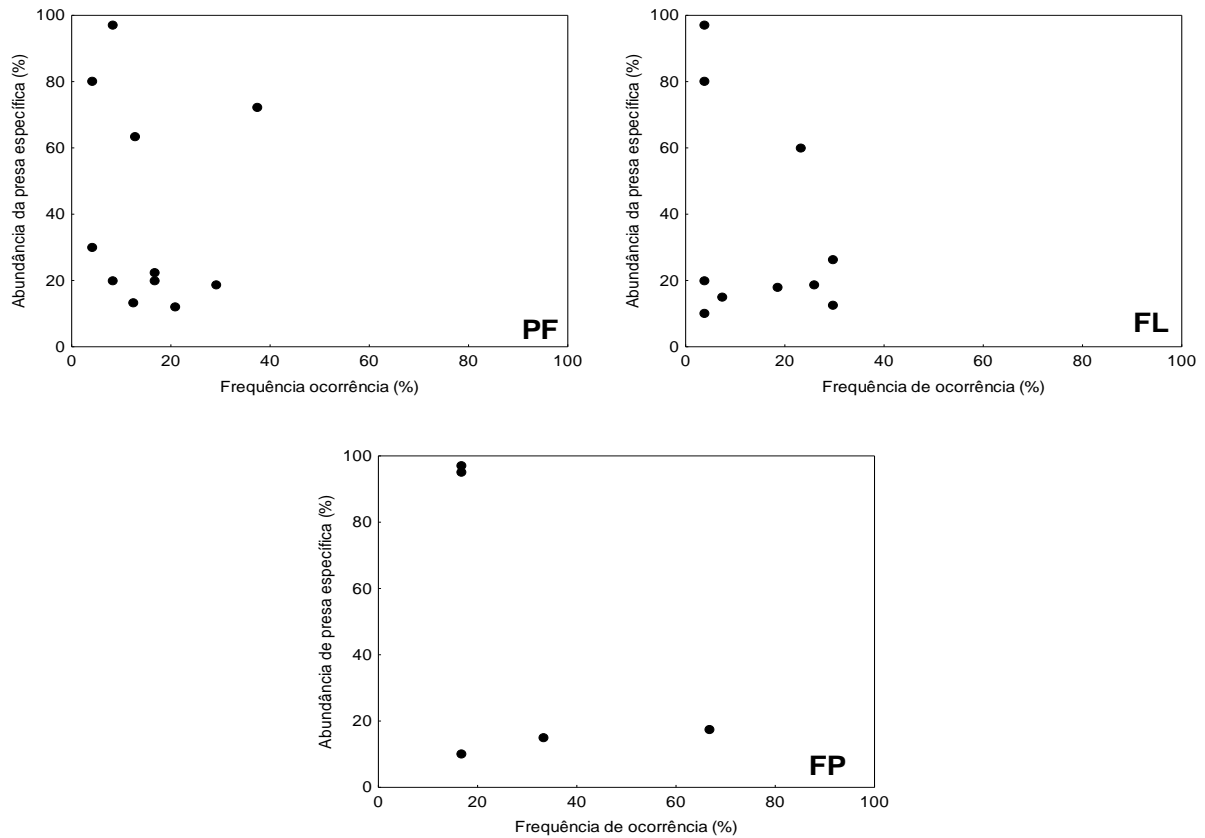 Abundância da presa específica (%)
100
80
60
40
20
0
0 20 40 60 80 100
Frequência ocorrência (%)
PF
Abundância da presa específica (%)
100
80
60
40
20
0
0 20 40 60 80 100
Frequência de ocorrência (%)
FL
Abundância de presa específica (%)
100
80
60
40
20
0
0 20 40 60 80 100
Frequência de ocorrência (%)
FP